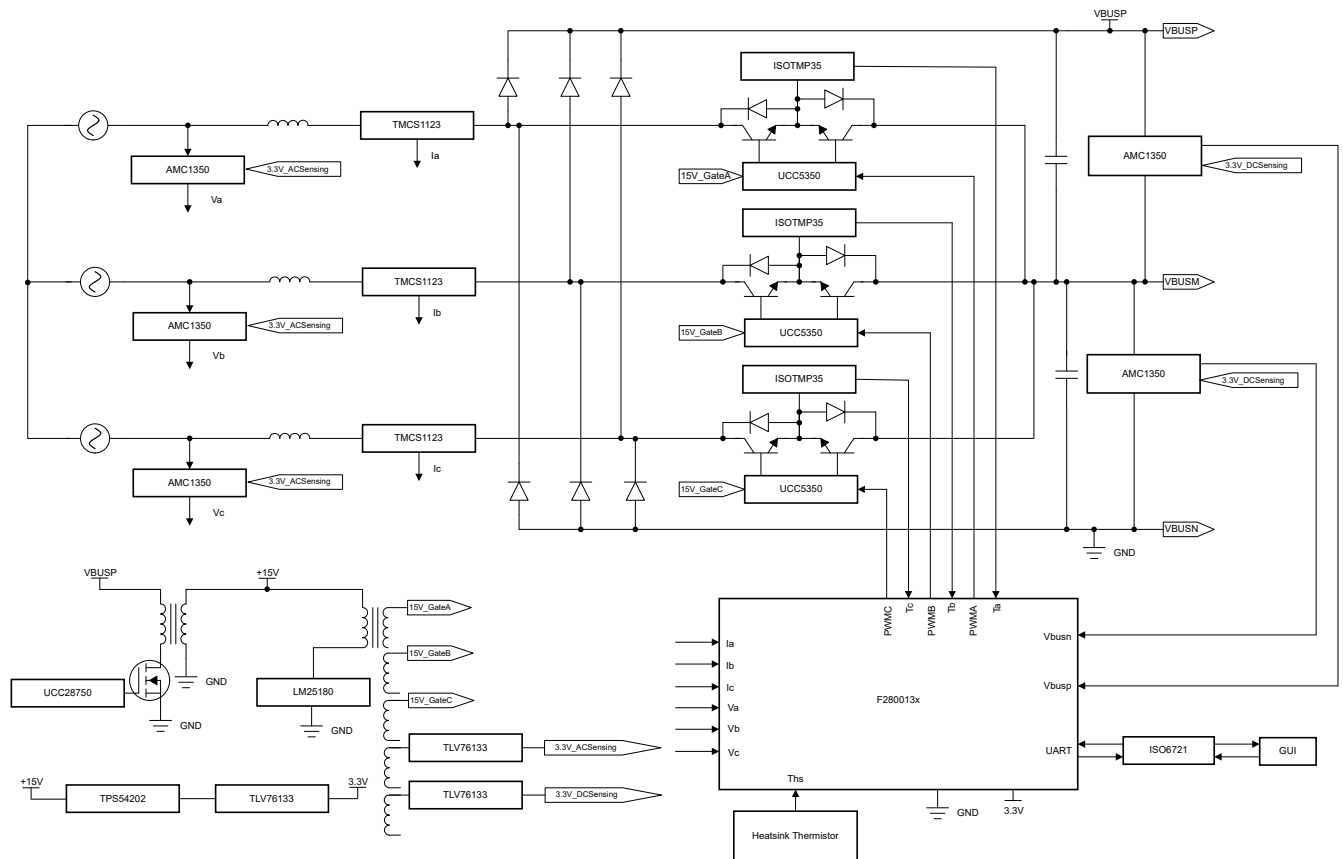 VBUSP
VBUSP
ISOTMP35
TMCS1123
AMC1350
3.3V_ACSensing
Ia
Va
15V_GateA
UCC5350
AMC1350
3.3V_DCSensing
ISOTMP35
TMCS1123
VBUSM
AMC1350
3.3V_ACSensing
Ib
Vb
15V_GateB
UCC5350
ISOTMP35
AMC1350
3.3V_DCSensing
TMCS1123
AMC1350
3.3V_ACSensing
Ic
Vc
15V_GateC
UCC5350
VBUSN
GND
VBUSP
+15V
15V_GateA
15V_GateB
15V_GateC
UCC28750
GND
GND
LM25180
GND
TLV76133
3.3V_ACSensing
TLV76133
3.3V_DCSensing
+15V
TPS54202
TLV76133
3.3V
PWMC
Tc
PWMB
Tb
PWMA
Ta
Ia
Ib
Ic
Va
Vb
Vc
F280013x
Vbusn
Vbusp
UART
ISO6721
GUI
Ths
GND
3.3V
Heatsink Thermistor